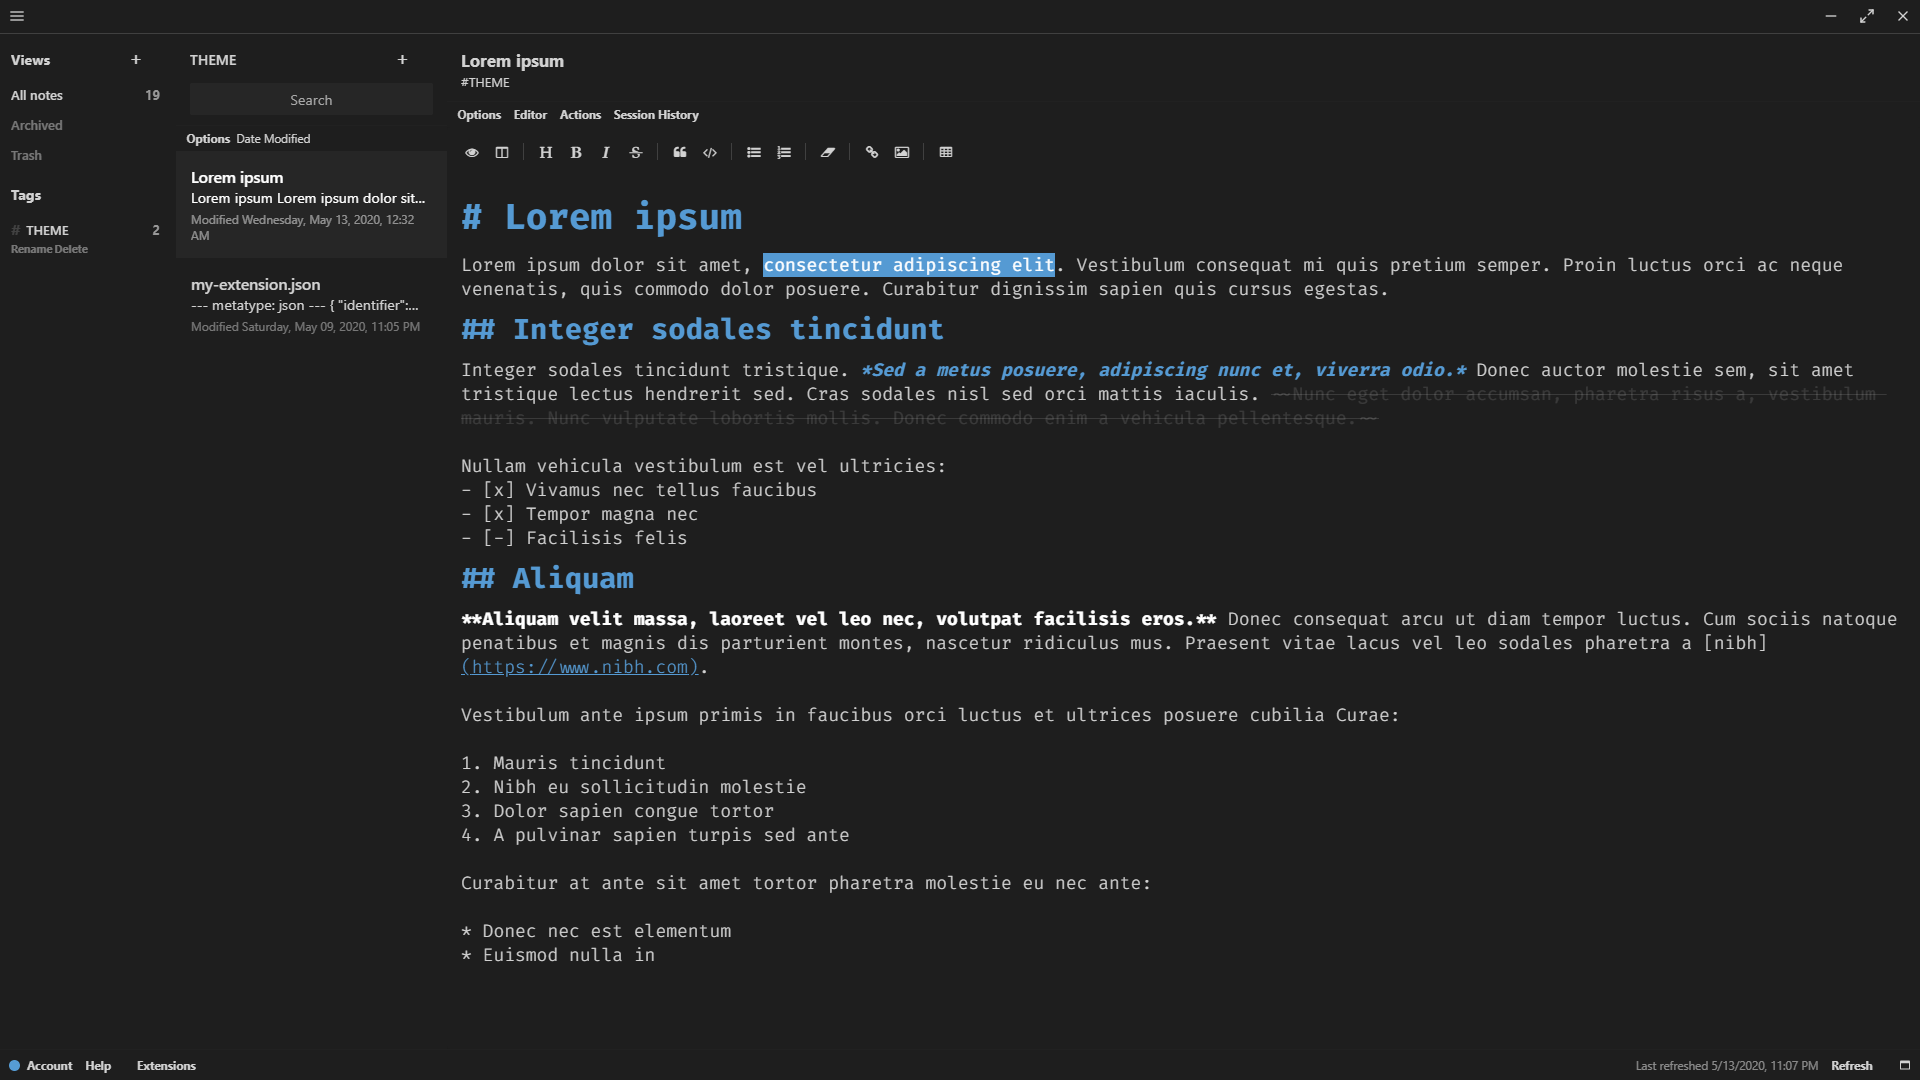 Views +
All notes 19
Archived
Trash
Tags
# THEME 2
Rename Delete
THEME +
Search
Options Date Modified
Lorem ipsum
Lorem ipsum Lorem ipsum dolor sit...
Modified Wednesday, May 13, 2020, 12:32
AM
my-extension.json
--- metatype: json --- { "identifier":...
Modified Saturday, May 09, 2020, 11:05 PM
Lorem ipsum
#THEME
Options Editor Actions Session History
H B I S
# Lorem ipsum
Lorem ipsum dolor sit amet, consectetur adipiscing elit. Vestibulum consequat mi quis pretium semper. Proin luctus orci ac neque
venenatis, quis commodo dolor posuere. Curabitur dignissim sapien quis cursus egestas.
## Integer sodales tincidunt
Integer sodales tincidunt tristique. *Sed a metus posuere, adipiscing nunc et, viverra odio.* Donec auctor molestie sem, sit amet
tristique lectus hendrerit sed. Cras sodales nisl sed orci mattis iaculis. ~~Nunc eget dolor accumsan, pharetra risus a, vestibulum
mauris. Nunc vulputate lobortis mollis. Donec commodo enim a vehicula pellentesque.~~
Nullam vehicula vestibulum est vel ultricies:
- [x] Vivamus nec tellus faucibus
- [x] Tempor magna nec
- [-] Facilisis felis
## Aliquam
**Aliquam velit massa, laoreet vel leo nec, volutpat facilisis eros.** Donec consequat arcu ut diam tempor luctus. Cum sociis natoque
penatibus et magnis dis parturient montes, nascetur ridiculus mus. Praesent vitae lacus vel leo sodales pharetra a [nibh]
(https://www.nibh.com).
Vestibulum ante ipsum primis in faucibus orci luctus et ultrices posuere cubilia Curae:
1. Mauris tincidunt
2. Nibh eu sollicitudin molestie
3. Dolor sapien congue tortor
4. A pulvinar sapien turpis sed ante
Curabitur at ante sit amet tortor pharetra molestie eu nec ante:
* Donec nec est elementum
* Euismod nulla in
Account Help Extensions
Last refreshed 5/13/2020, 11:07 PM Refresh